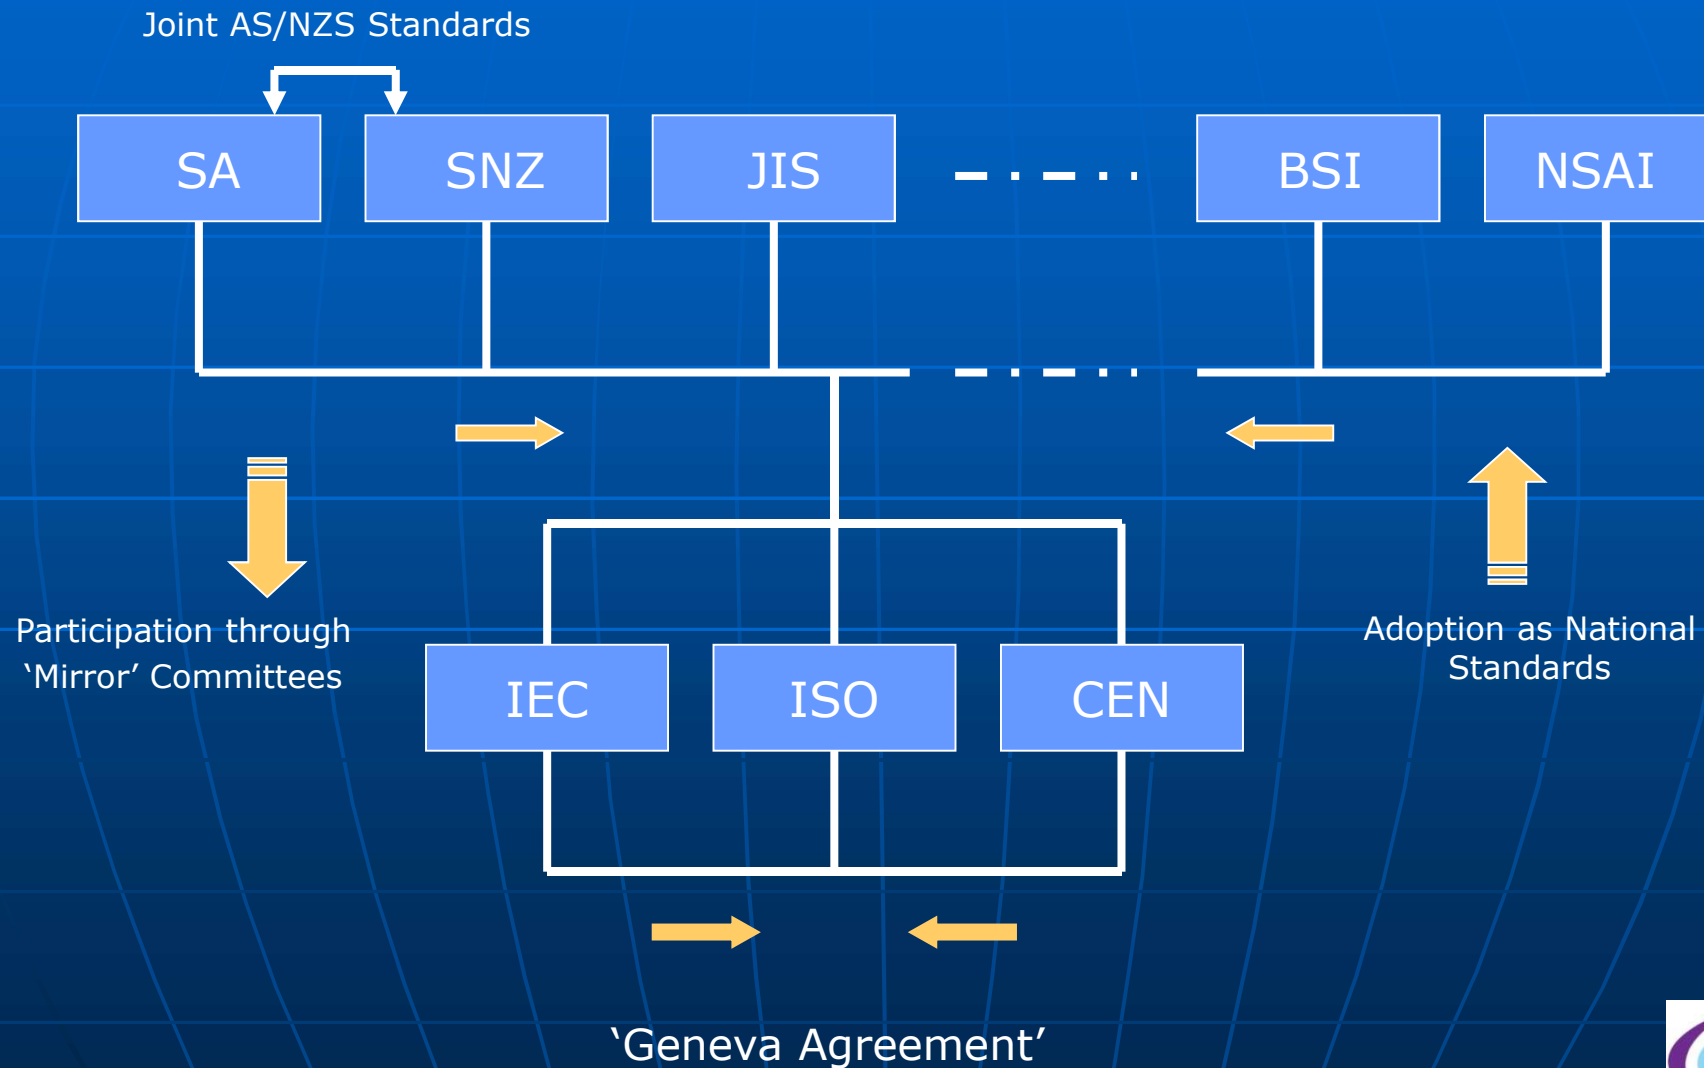 Joint AS/NZS Standards
SA
SNZ
JIS
BSI
NSAI
Participation through
‘Mirror’ Committees
Adoption as National
Standards
IEC
ISO
CEN
‘Geneva Agreement’